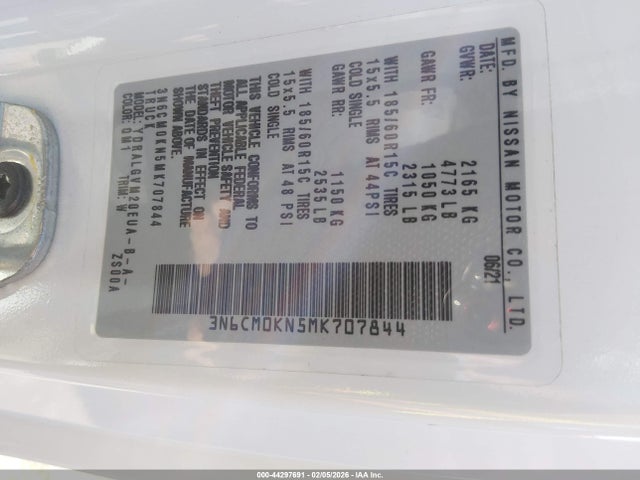 MFD. BY NISSAN MOTOR CO., LTD.
DATE: 06/21
GVWR: 2165 KG
4773 LB
GAWR FR: 1050 KG
2315 LB
WITH 185/60R15C TIRES
15x5.5 RIMS AT 44PSI
COLD SINGLE
GAWR RR: 1150 KG
2535 LB
WITH 185/60R15C TIRES
15x5.5 RIMS AT 48 PSI
COLD SINGLE
THIS VEHICLE CONFORMS TO
ALL APPLICABLE FEDERAL
MOTOR VEHICLE SAFETY AND
THEFT PREVENTION
STANDARDS IN EFFECT ON
THE DATE OF MANUFACTURE
SHOWN ABOVE.
3N6CM0KN5MK707844
TRUCK
YDRALGVM20EUA-B-A-
ZS00A
COLOR: QM1 TRIM: W
3N6CM0KN5MK707844
000-44297691 - 02/05/2026 - IAA Inc.